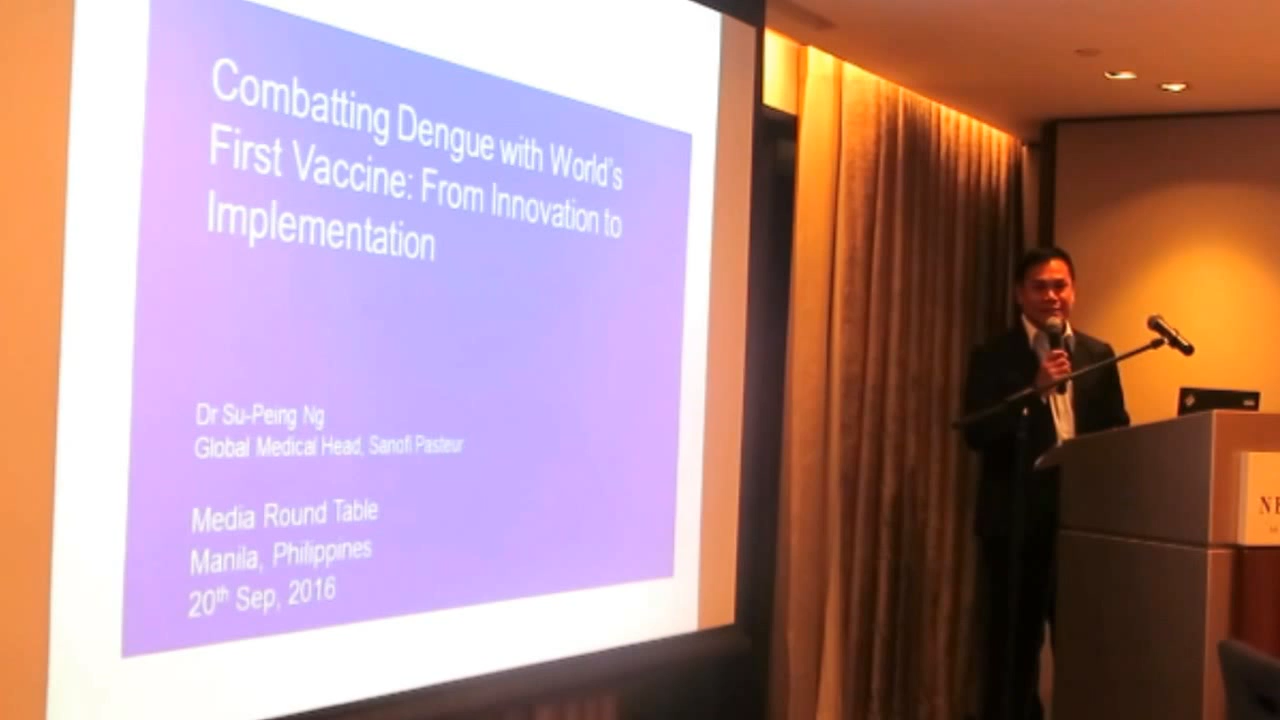 Combatting Dengue with World's
First Vaccine: From Innovation to
Implementation
Dr Su-Peing Ng
Global Medical Head, Sanofi Pasteur
Media Round Table
Manila, Philippines
20th Sep, 2016